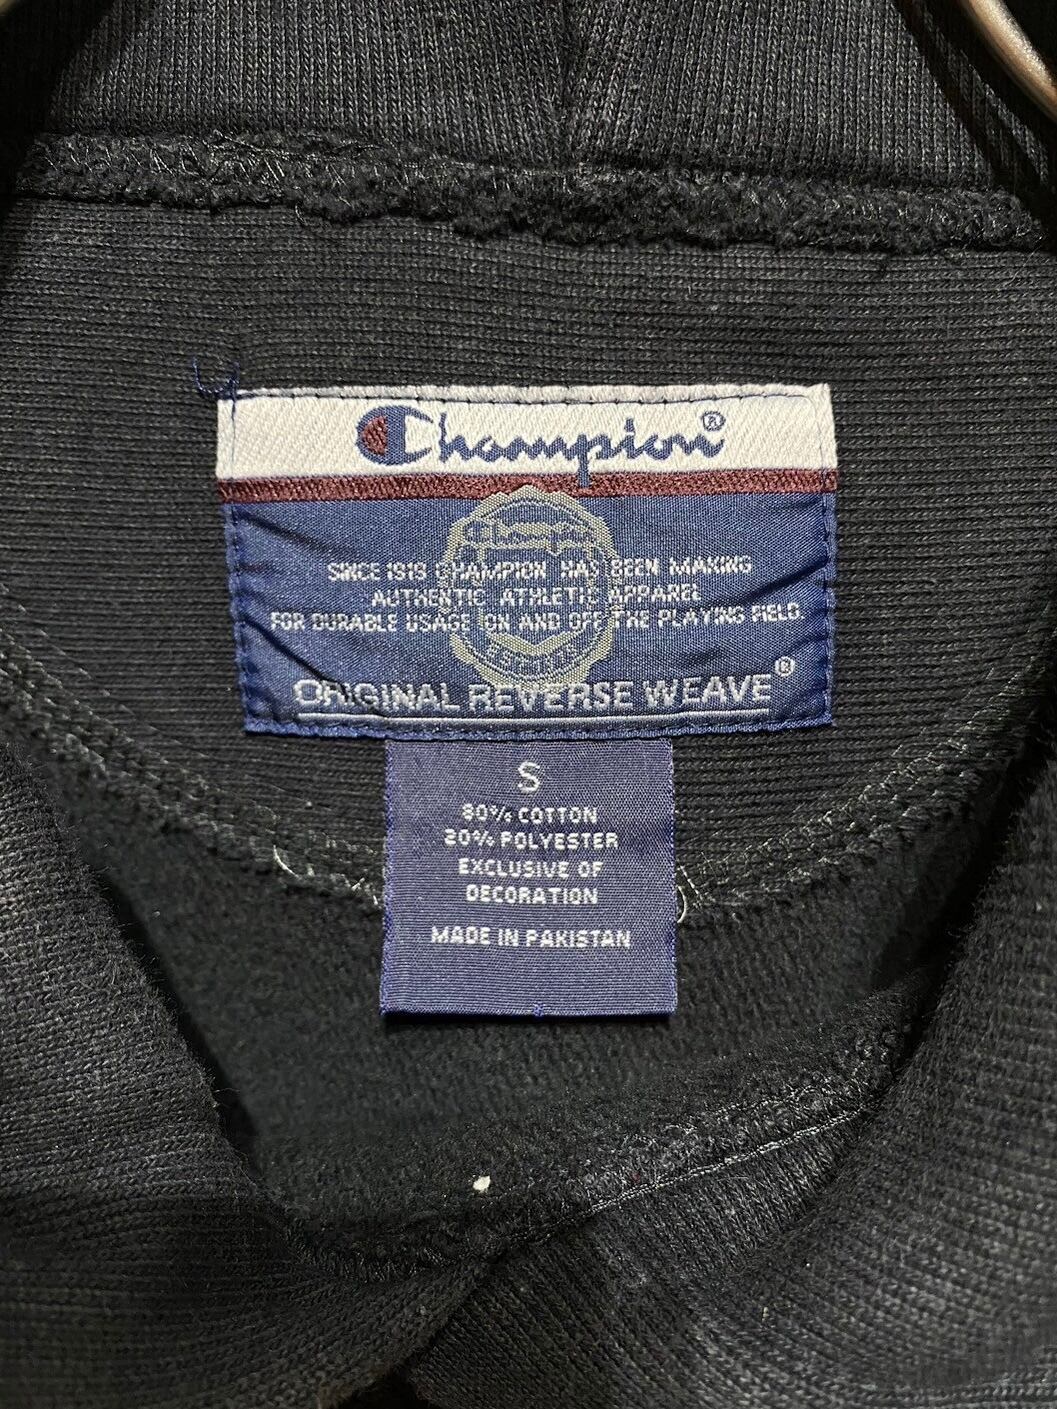 Champion®
Champion
SINCE 1919 CHAMPION HAS BEEN MAKING
AUTHENTIC ATHLETIC APPAREL
FOR DURABLE USAGE ON AND OFF THE PLAYING FIELD.
ORIGINAL REVERSE WEAVE®
S
80% COTTON
20% POLYESTER
EXCLUSIVE OF
DECORATION
MADE IN PAKISTAN